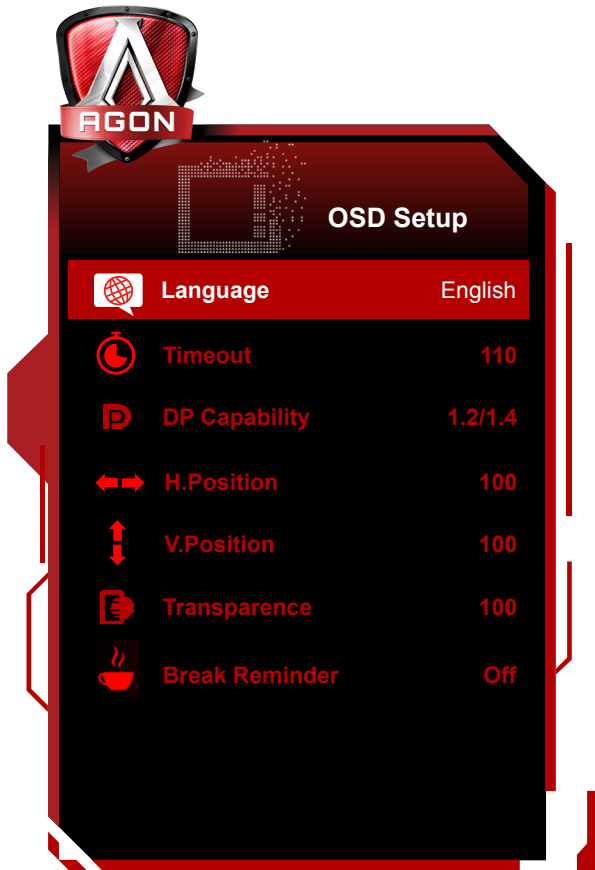 AGON
OSD Setup
Language English
Timeout 110
DP Capability 1.2/1.4
H.Position 100
V.Position 100
Transparence 100
Break Reminder Off